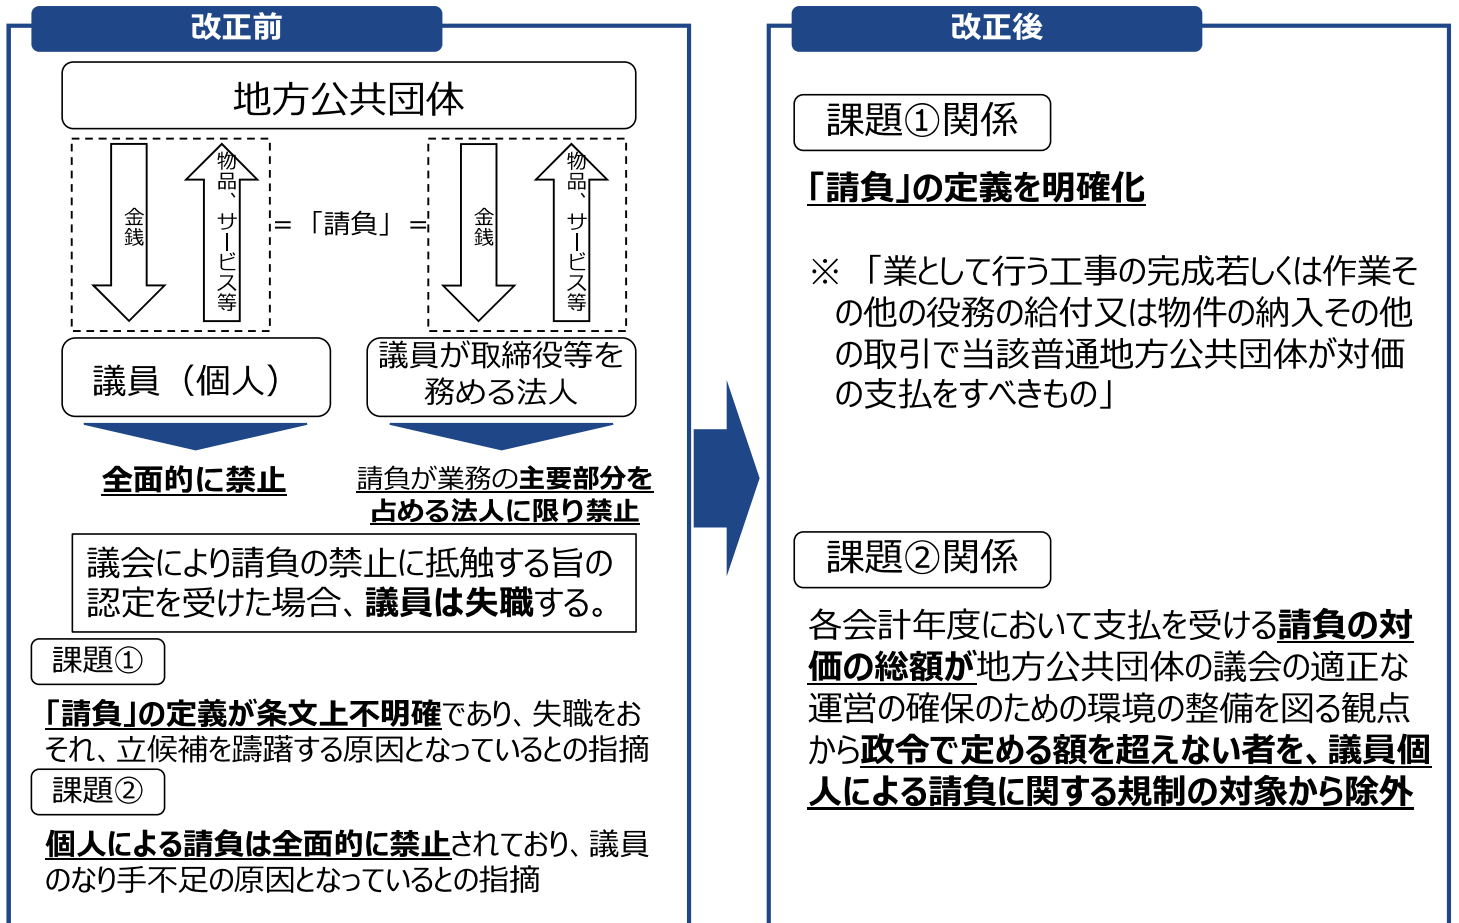 改正前
地方公共団体
金銭
物品、サービス等
=「請負」=
金銭
物品、サービス等
議員（個人）
議員が取締役等を
務める法人
全面的に禁止
請負が業務の主要部分を
占める法人に限り禁止
議会により請負の禁止に抵触する旨の
認定を受けた場合、議員は失職する。
課題①
「請負」の定義が条文上不明確であり、失職をお
それ、立候補を躊躇する原因となっているとの指摘
課題②
個人による請負は全面的に禁止されており、議員
のなり手不足の原因となっているとの指摘
改正後
課題①関係
「請負」の定義を明確化
※ 「業として行う工事の完成若しくは作業そ
の他の役務の給付又は物件の納入その他
の取引で当該普通地方公共団体が対価
の支払をすべきもの」
課題②関係
各会計年度において支払を受ける請負の対
価の総額が地方公共団体の議会の適正な
運営の確保のための環境の整備を図る観点
から政令で定める額を超えない者を、議員個
人による請負に関する規制の対象から除外